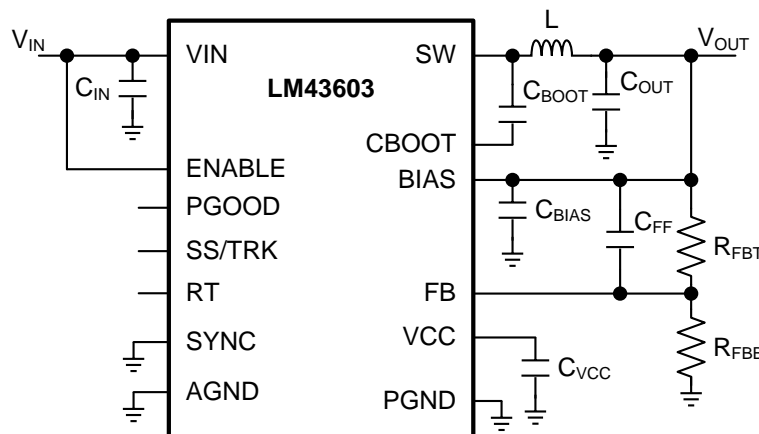 VIN
VIN
SW
L
VOUT
LM43603
CIN
CBOOT
COUT
CBOOT
ENABLE
BIAS
PGOOD
CBIAS
CFF
RFBT
SS/TRK
RT
FB
SYNC
VCC
RFBB
CVCC
AGND
PGND